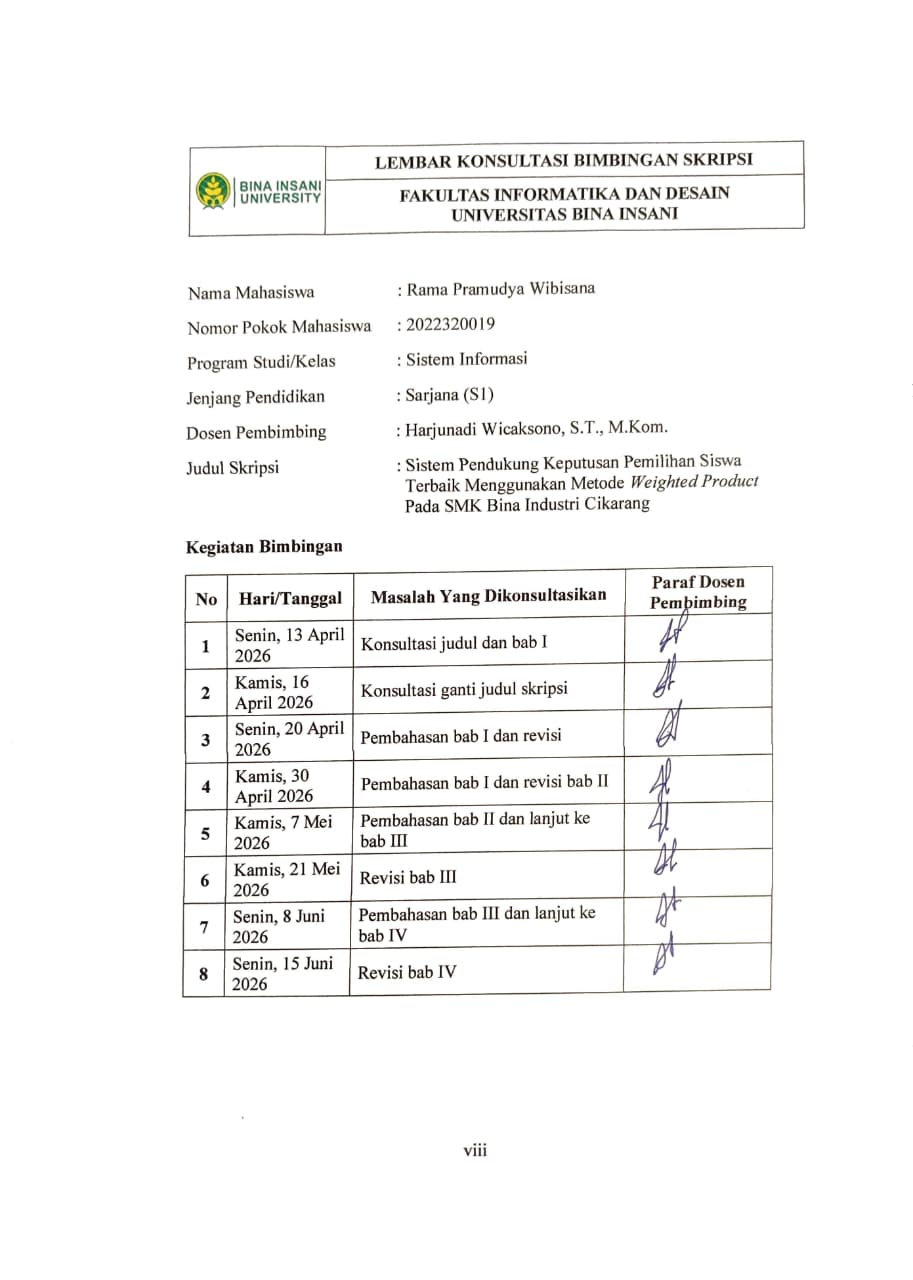 BINA INSANI
UNIVERSITY
LEMBAR KONSULTASI BIMBINGAN SKRIPSI
FAKULTAS INFORMATIKA DAN DESAIN
UNIVERSITAS BINA INSANI
Nama Mahasiswa : Rama Pramudya Wibisana
Nomor Pokok Mahasiswa : 2022320019
Program Studi/Kelas : Sistem Informasi
Jenjang Pendidikan : Sarjana (S1)
Dosen Pembimbing : Harjunadi Wicaksono, S.T., M.Kom.
Judul Skripsi : Sistem Pendukung Keputusan Pemilihan Siswa
Terbaik Menggunakan Metode Weighted Product
Pada SMK Bina Industri Cikarang
Kegiatan Bimbingan
No Hari/Tanggal Masalah Yang Dikonsultasikan Paraf Dosen
Pembimbing
1 Senin, 13 April
2026 Konsultasi judul dan bab I
2 Kamis, 16
April 2026 Konsultasi ganti judul skripsi
3 Senin, 20 April
2026 Pembahasan bab I dan revisi
4 Kamis, 30
April 2026 Pembahasan bab I dan revisi bab II
5 Kamis, 7 Mei
2026 Pembahasan bab II dan lanjut ke
bab III
6 Kamis, 21 Mei
2026 Revisi bab III
7 Senin, 8 Juni
2026 Pembahasan bab III dan lanjut ke
bab IV
8 Senin, 15 Juni
2026 Revisi bab IV
viii